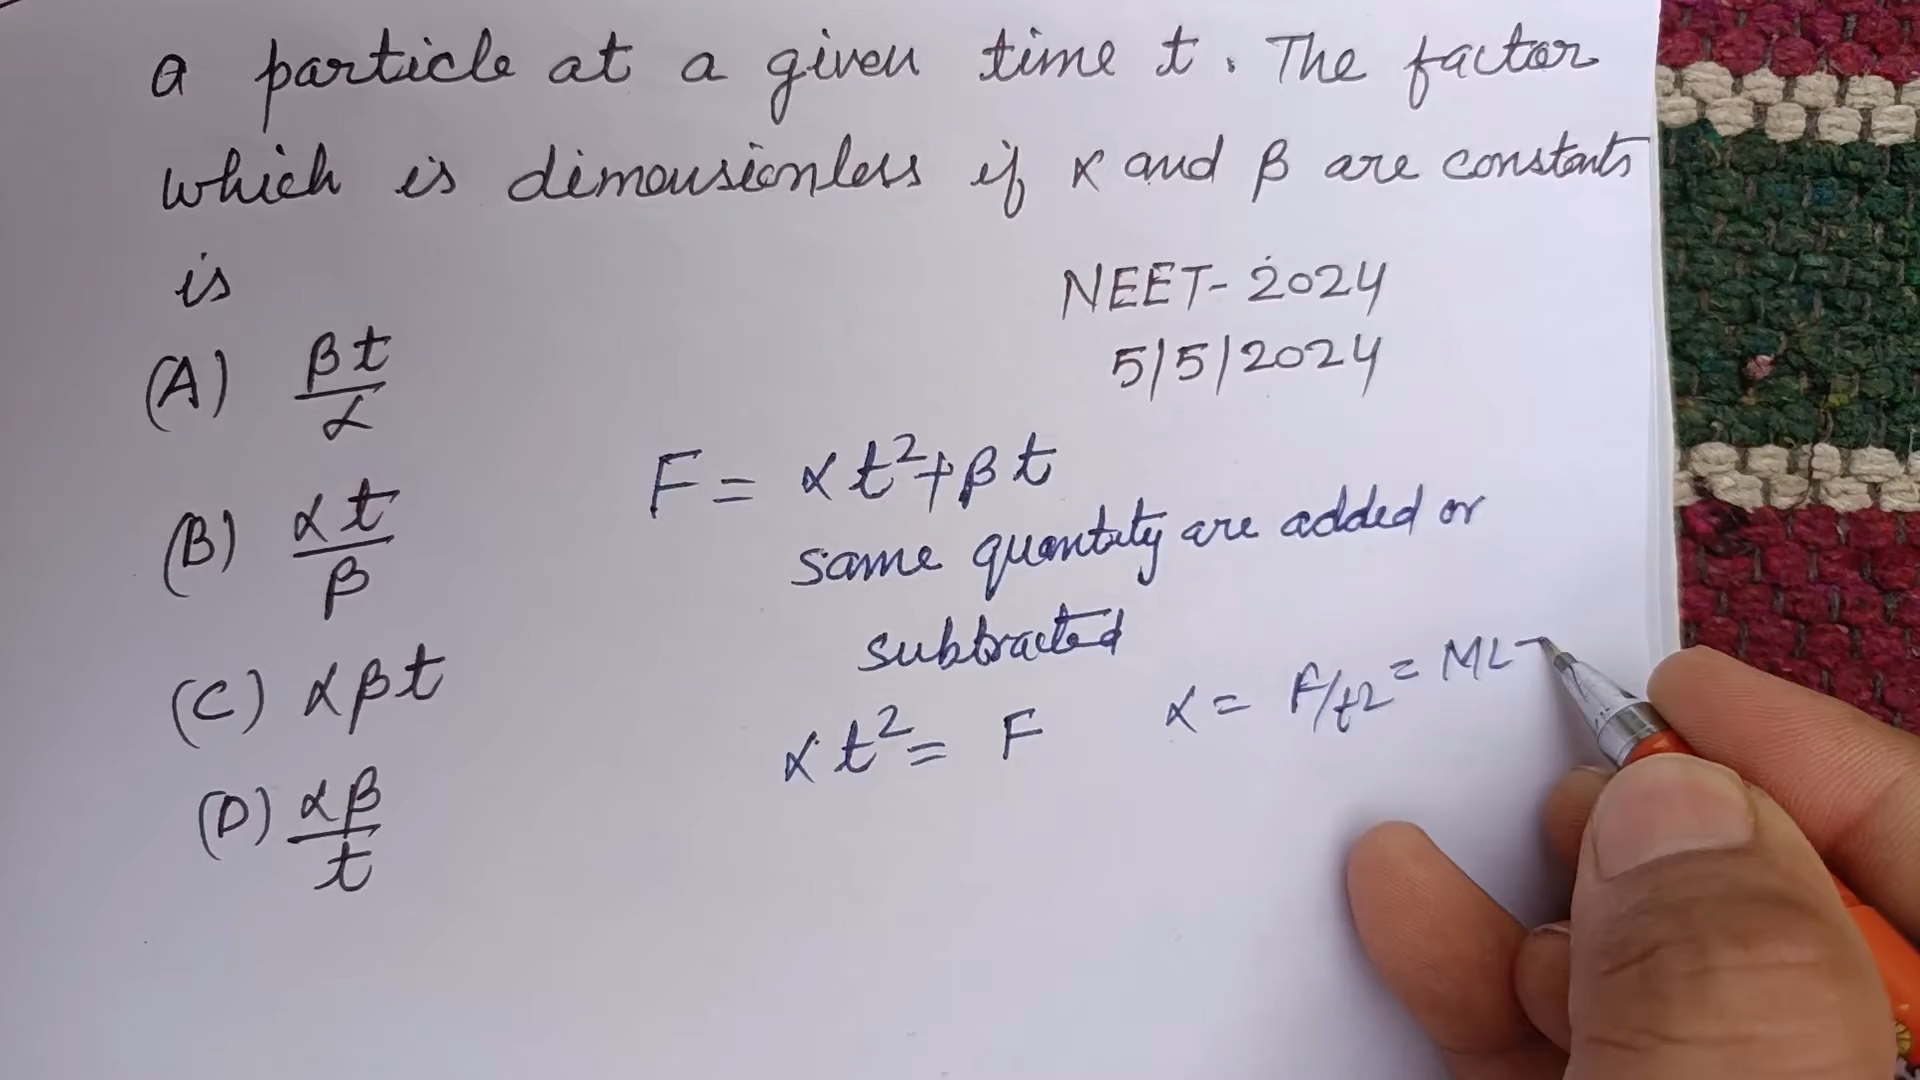 a particle at a given time t. The factor
which is dimensionless if α and β are constants
is
NEET-2024
5/5/2024
(A) βt/α
F = αt²+βt
(B) αt/β
same quantity are added or
subtracted
(C) αβt
αt² = F
α = F/t2 = ML
(D) αβ/t